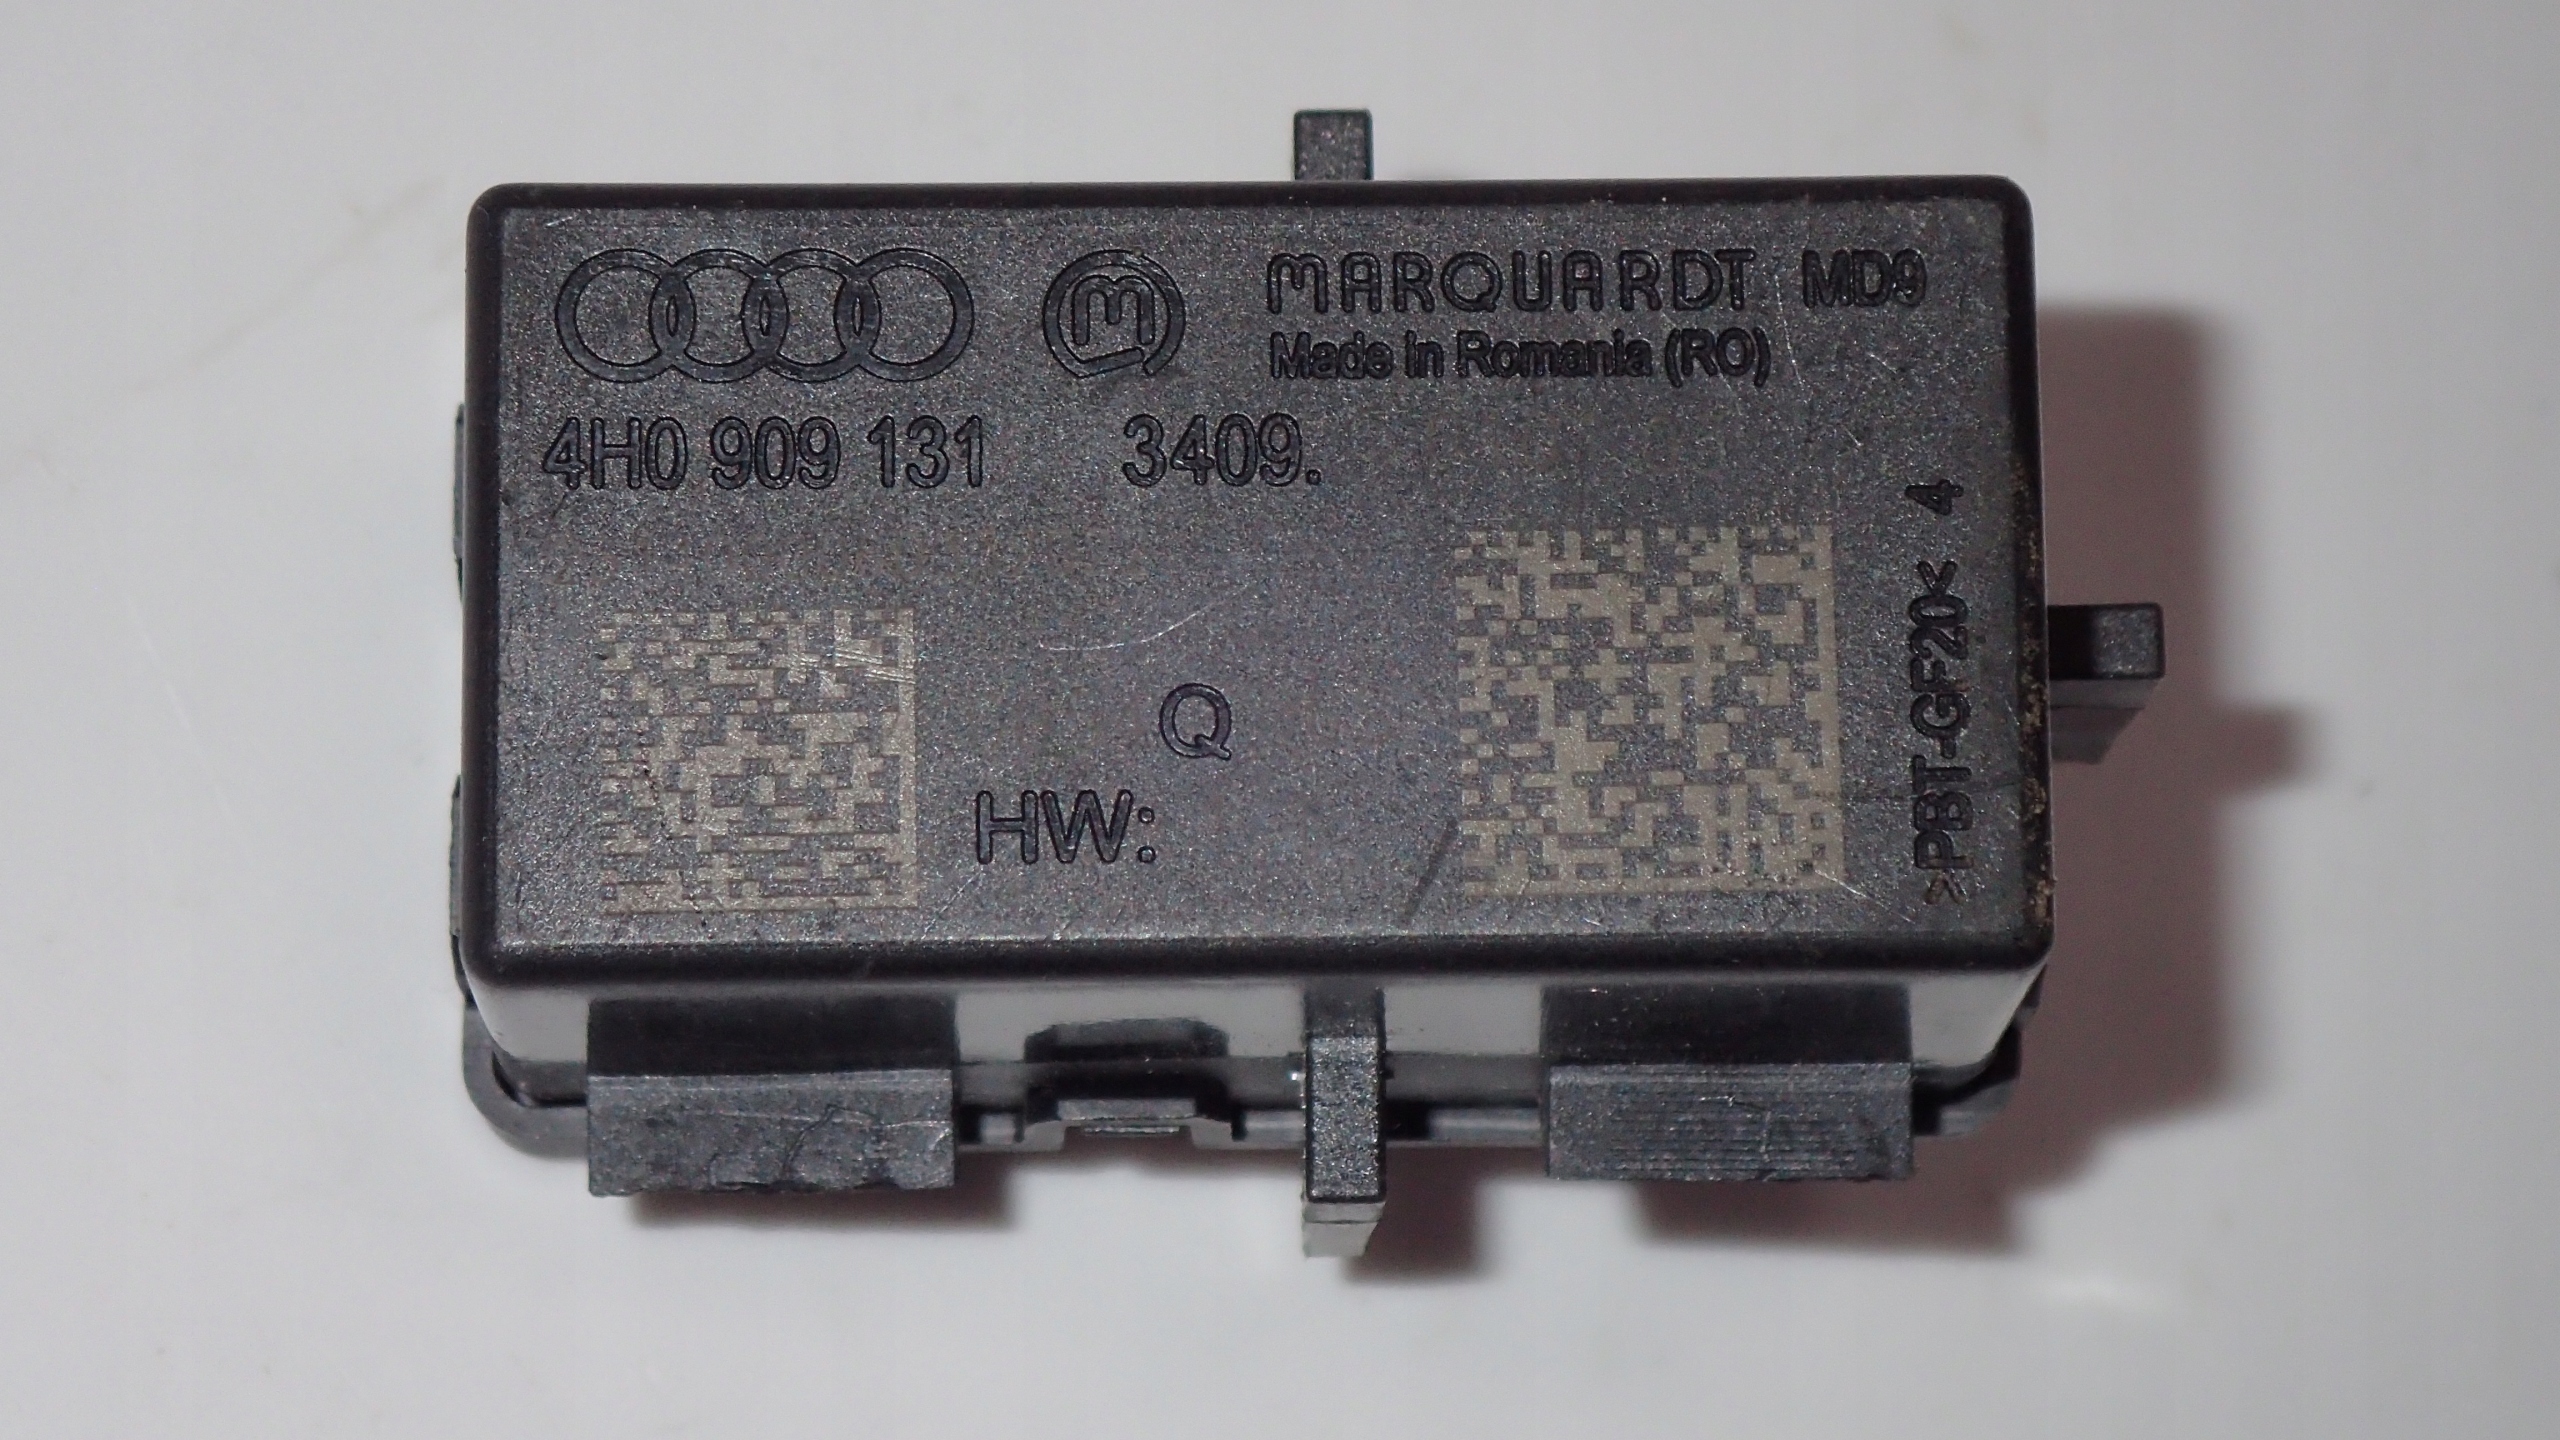 MARQUARDT MD9
Made in Romania (RO)
4H0 909 131 3409.
Q
HW:
>PBT-GF20< 4